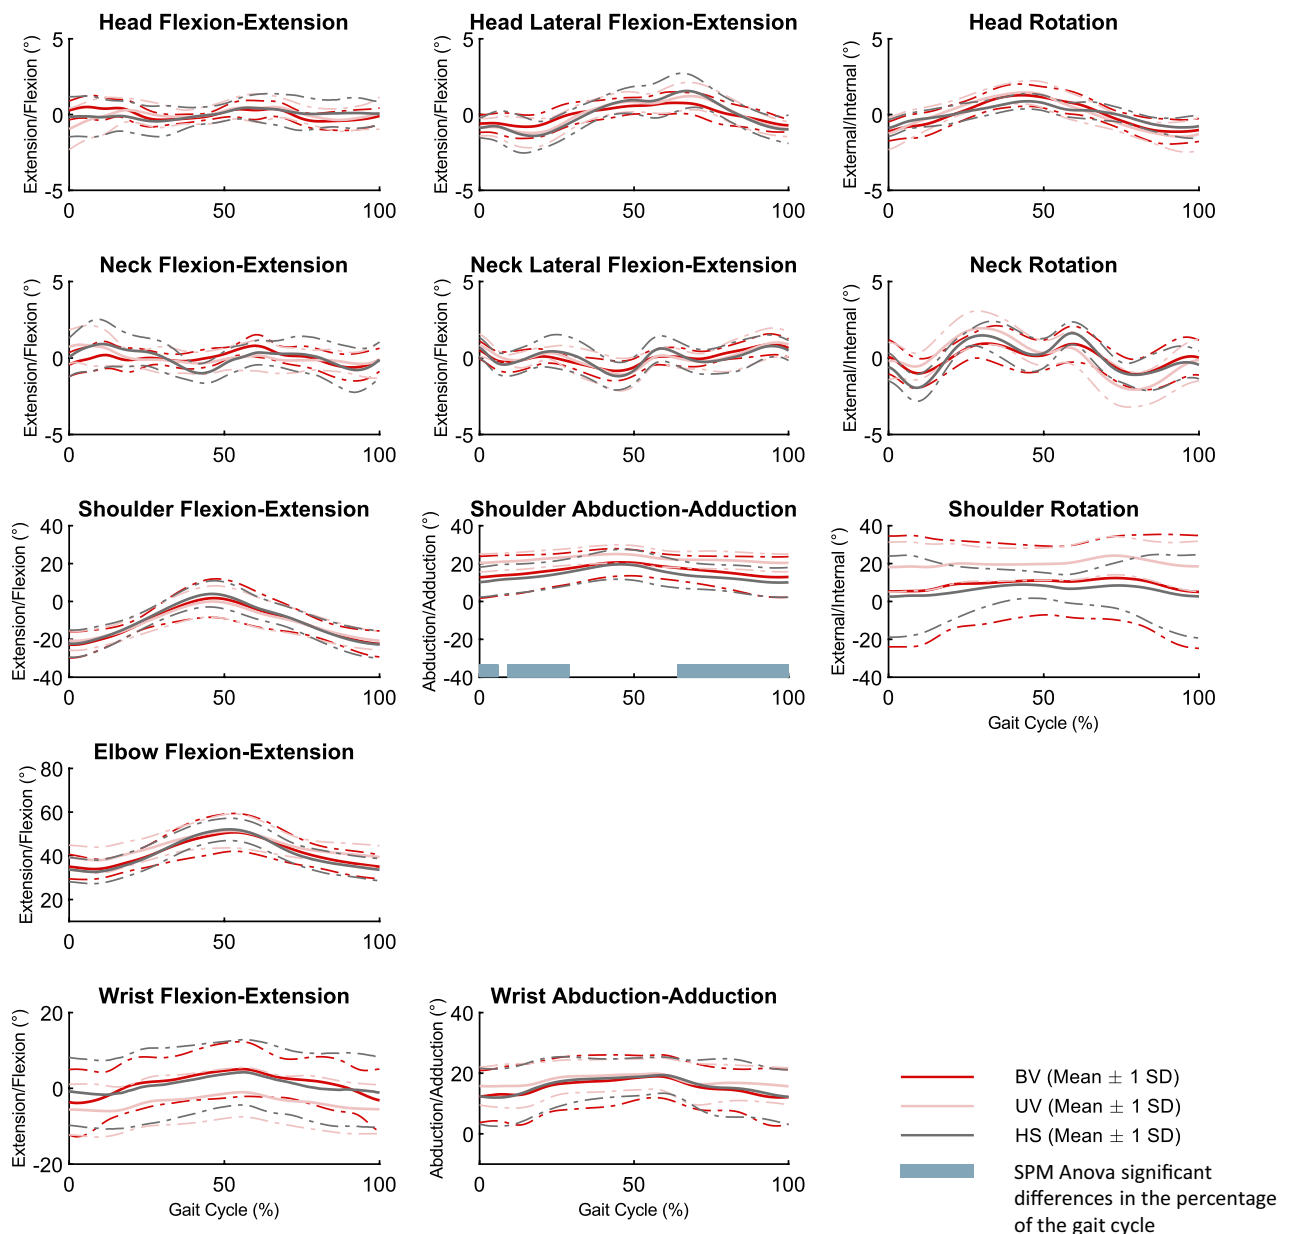 Head Flexion-Extension
Extension/Flexion (°)
5
0
-5
0
50
100
Head Lateral Flexion-Extension
Extension/Flexion (°)
5
0
-5
0
50
100
Head Rotation
External/Internal (°)
5
0
-5
0
50
100
Neck Flexion-Extension
Extension/Flexion (°)
5
0
-5
0
50
100
Neck Lateral Flexion-Extension
Extension/Flexion (°)
5
0
-5
0
50
100
Neck Rotation
External/Internal (°)
5
0
-5
0
50
100
Shoulder Flexion-Extension
Extension/Flexion (°)
40
20
0
-20
-40
0
50
100
Shoulder Abduction-Adduction
Abduction/Adduction (°)
40
20
0
-20
-40
0
50
100
Shoulder Rotation
External/Internal (°)
40
20
0
-20
-40
0
50
100
Gait Cycle (%)
Elbow Flexion-Extension
Extension/Flexion (°)
80
60
40
20
0
50
100
Wrist Flexion-Extension
Extension/Flexion (°)
20
0
-20
0
50
100
Gait Cycle (%)
Wrist Abduction-Adduction
Abduction/Adduction (°)
40
20
0
0
50
100
Gait Cycle (%)
BV (Mean ± 1 SD)
UV (Mean ± 1 SD)
HS (Mean ± 1 SD)
SPM Anova significant
differences in the percentage
of the gait cycle